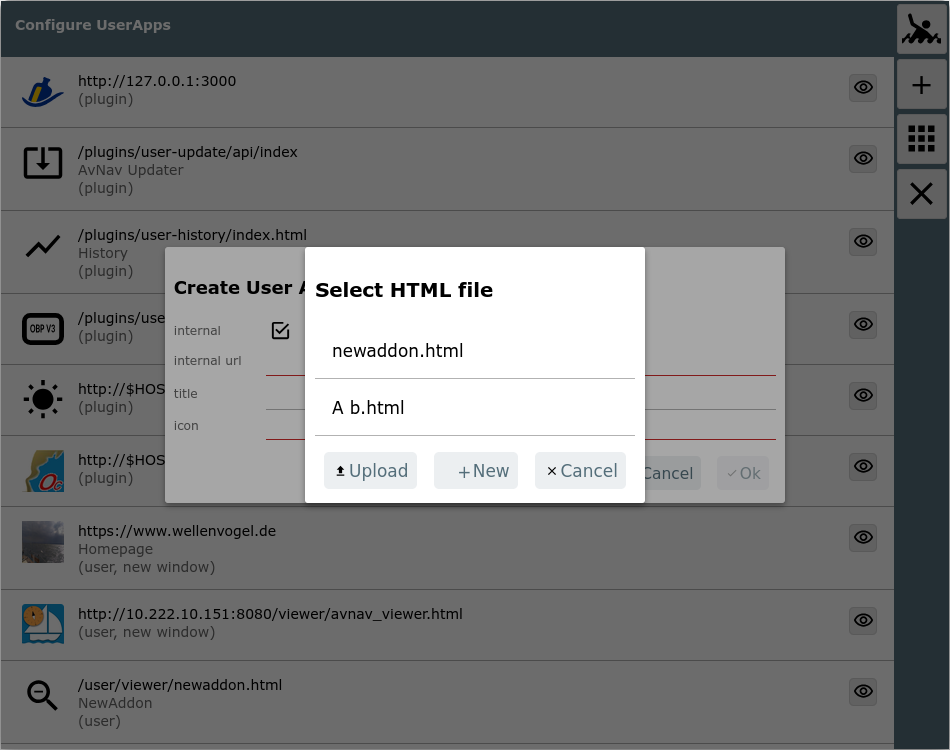 Configure UserApps
http://127.0.0.1:3000
(plugin)
/plugins/user-update/api/index
AvNav Updater
(plugin)
/plugins/user-history/index.html
History
(plugin)
OBP V3
/plugins/use
(plugin)
http://$HOS
(plugin)
http://$HOS
(plugin)
https://www.wellenvogel.de
Homepage
(user, new window)
http://10.222.10.151:8080/viewer/avnav_viewer.html
(user, new window)
/user/viewer/newaddon.html
NewAddon
(user)
Create User A
internal
internal url
title
icon
Cancel
Ok
Select HTML file
newaddon.html
A b.html
Upload
+New
Cancel